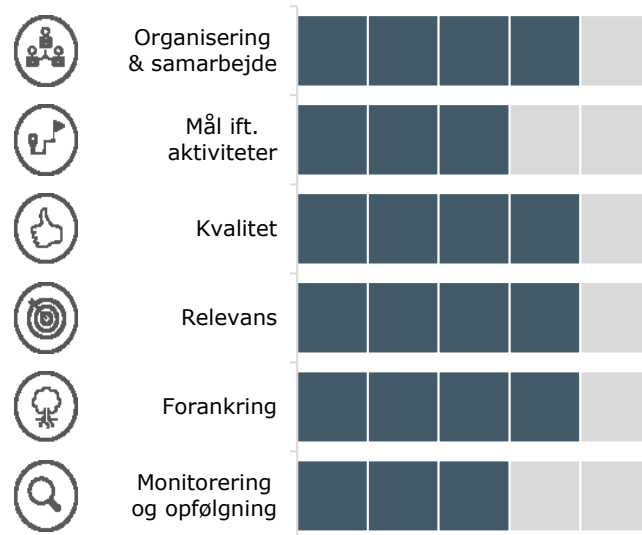 Organisering
& samarbejde
Mål ift.
aktiviteter
Kvalitet
Relevans
Forankring
Monitorering
og opfølgning